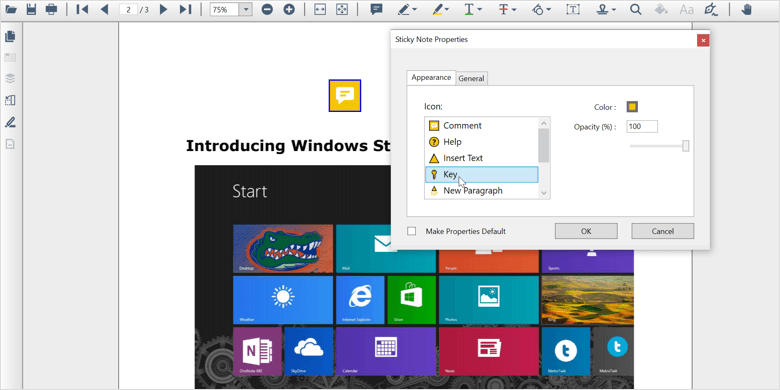 2 / 3
75%
T
T
T
Aa
Sticky Note Properties
x
Appearance
General
Icon:
Comment
Help
Insert Text
Key
New Paragraph
Color :
Opacity (%) :
100
Make Properties Default
OK
Cancel
Introducing Windows St
Start
Desktop
Mail
People
Sports
Weather
Internet Explorer
Store
Photos
N
OneNote MX
SkyDrive
Calendar
News
MetroTwit
MetroTwit